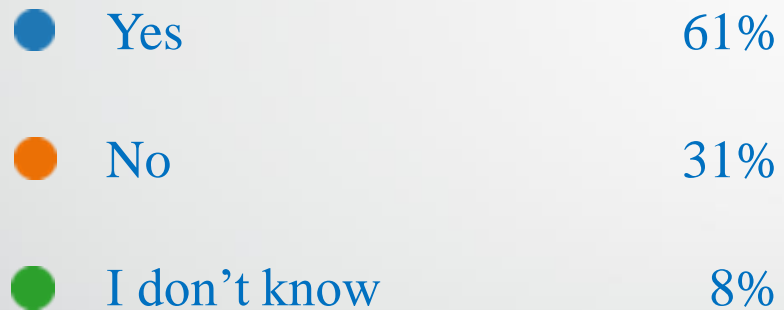 Yes 61%
No 31%
I don’t know 8%